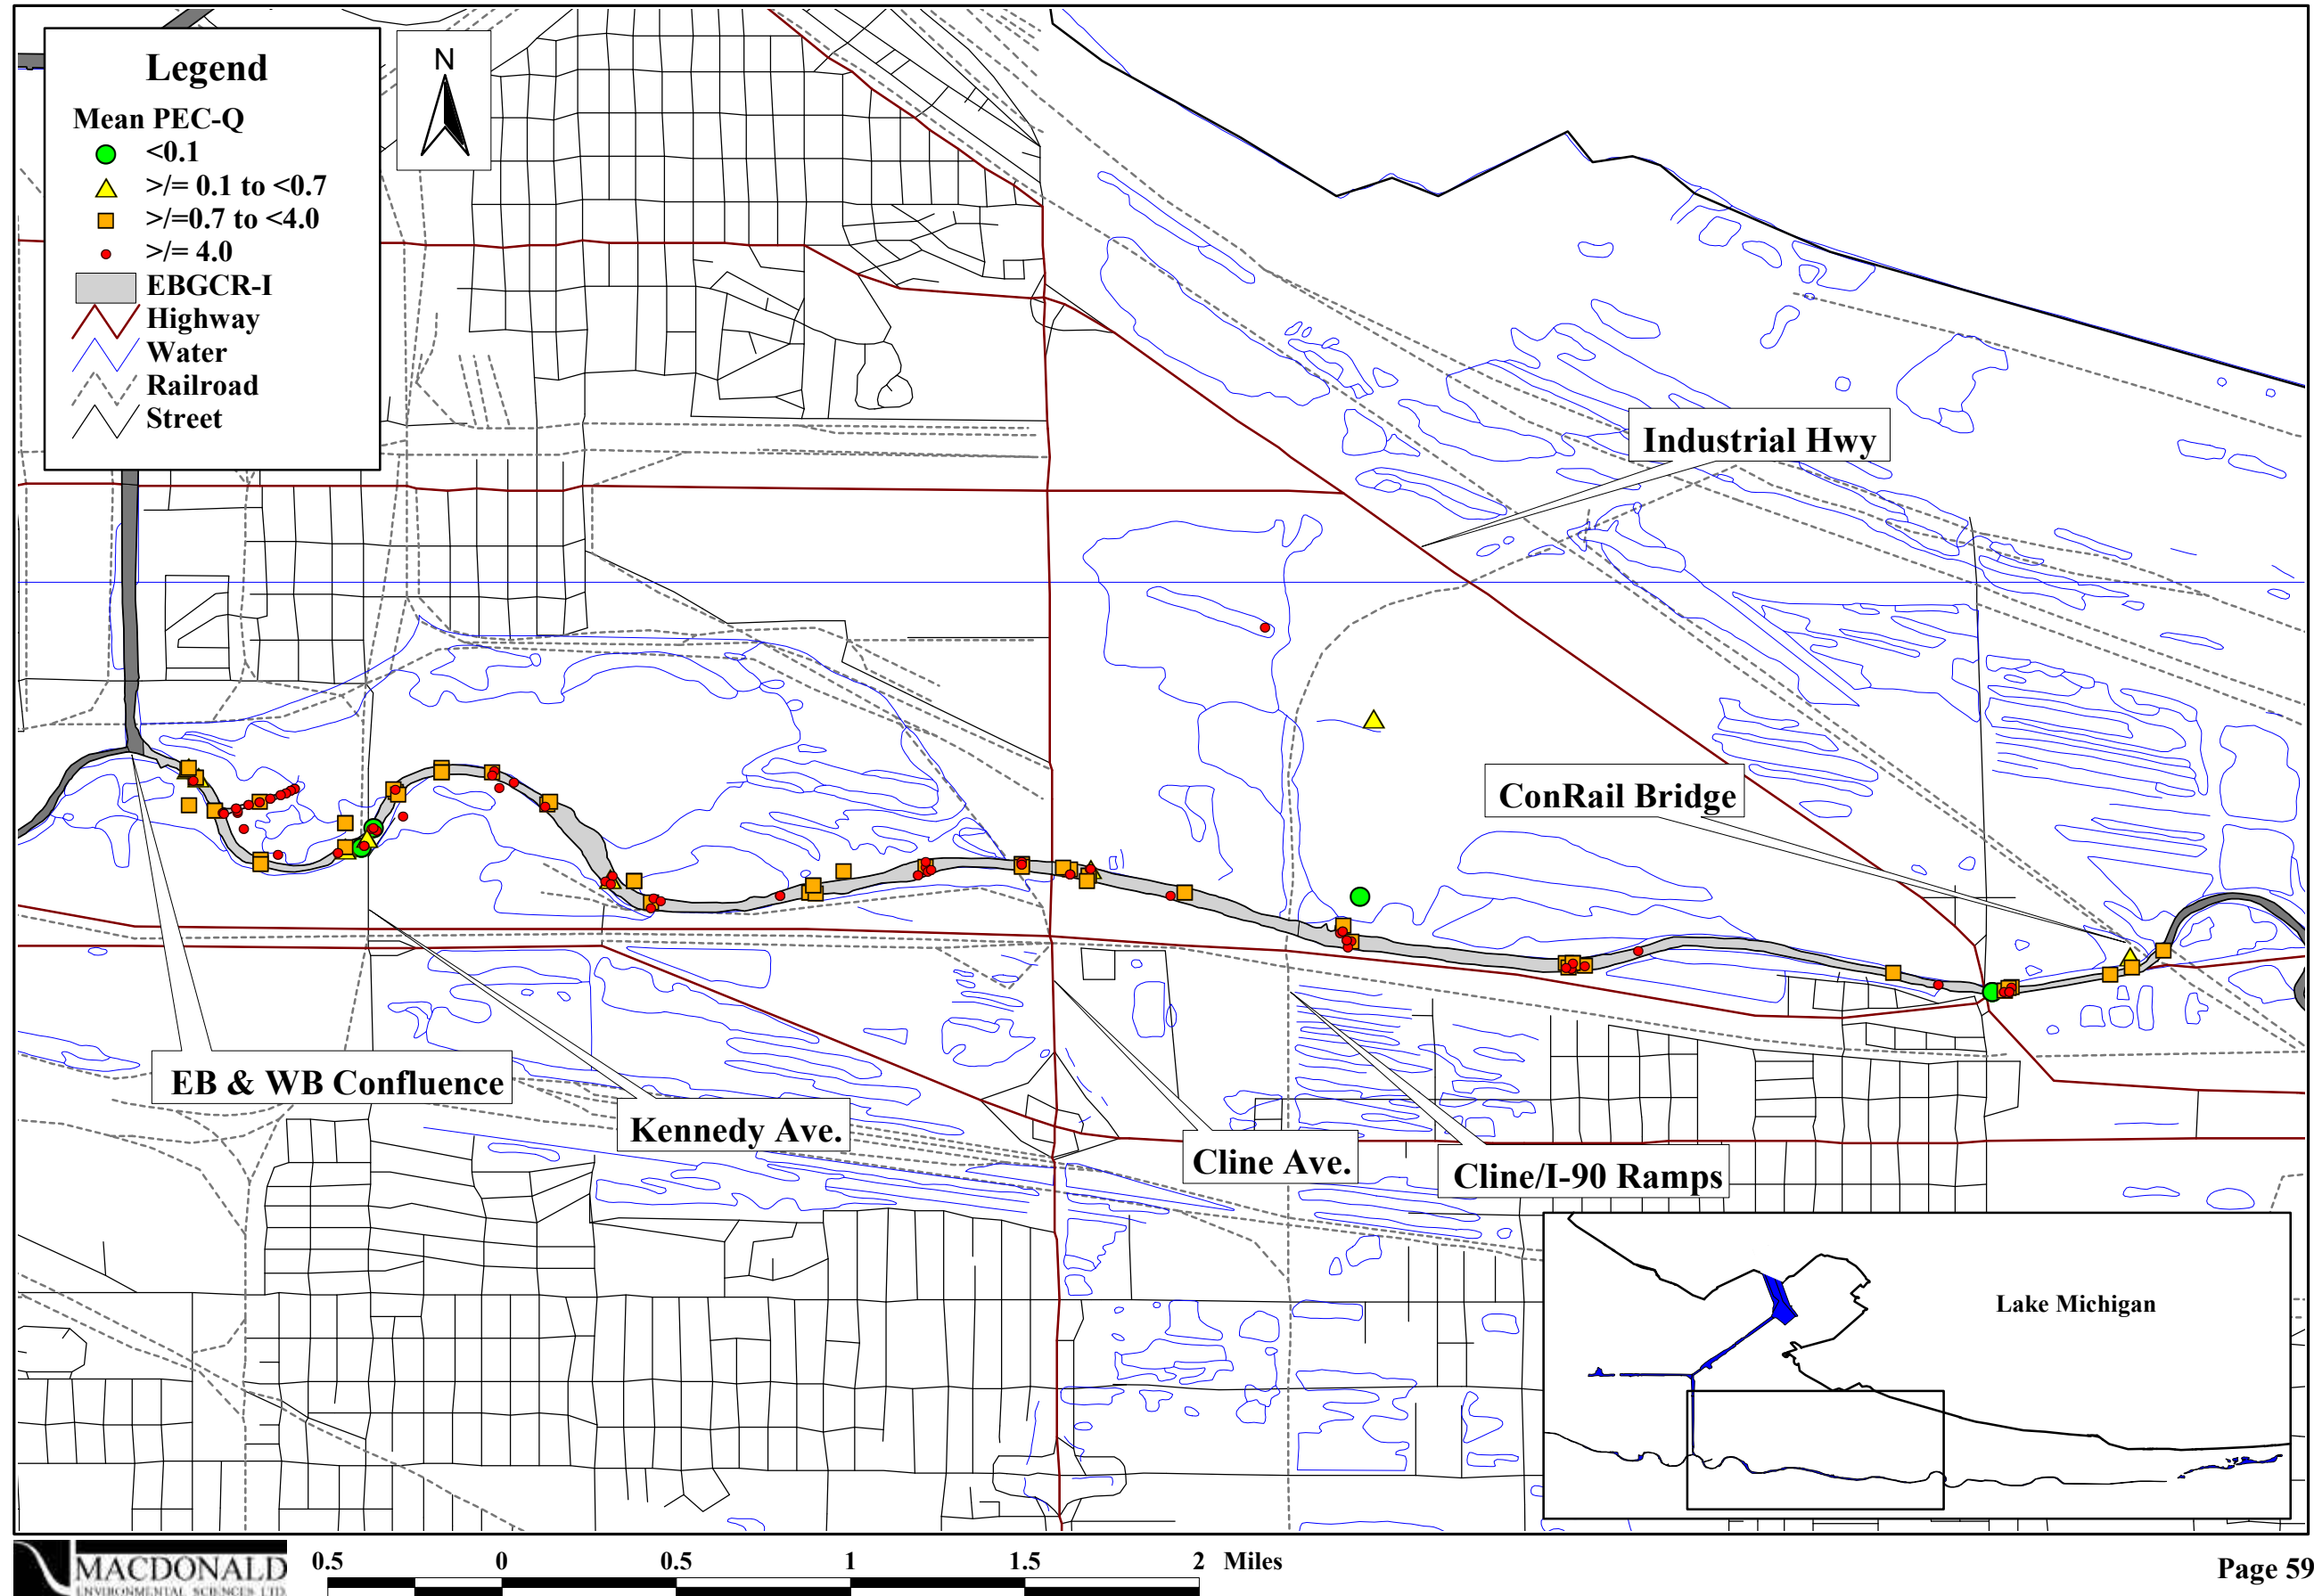 Legend
Mean PEC-Q
<0.1
>/= 0.1 to <0.7
>/=0.7 to <4.0
>/= 4.0
EBGCR-I
Highway
Water
Railroad
Street
N
Industrial Hwy
ConRail Bridge
EB & WB Confluence
Kennedy Ave.
Cline Ave.
Cline/I-90 Ramps
Lake Michigan
MACDONALD
ENVIRONMENTAL SCIENCES LTD.
0.5 0 0.5 1 1.5 2 Miles
Page 59